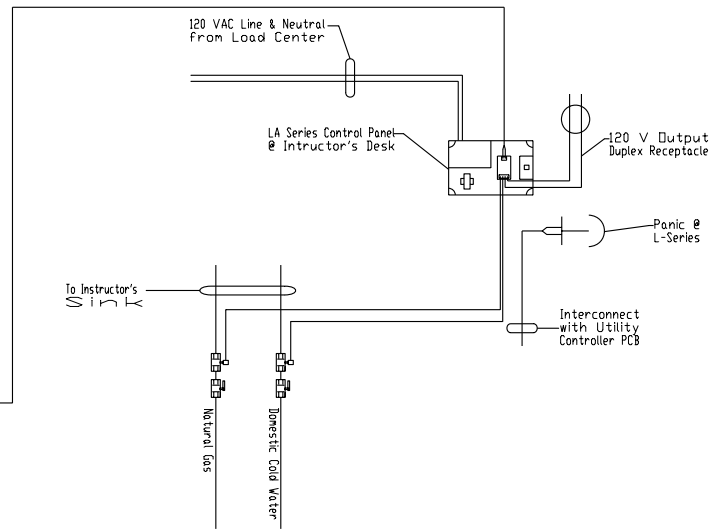 120 VAC Line & Neutral
from Load Center
LA Series Control Panel
@ Intructor's Desk
120 V Output
Duplex Receptacle
Panic @
L-Series
To Instructor's
Sink
Interconnect
with Utility
Controller PCB
Natural Gas
Domestic Cold Water